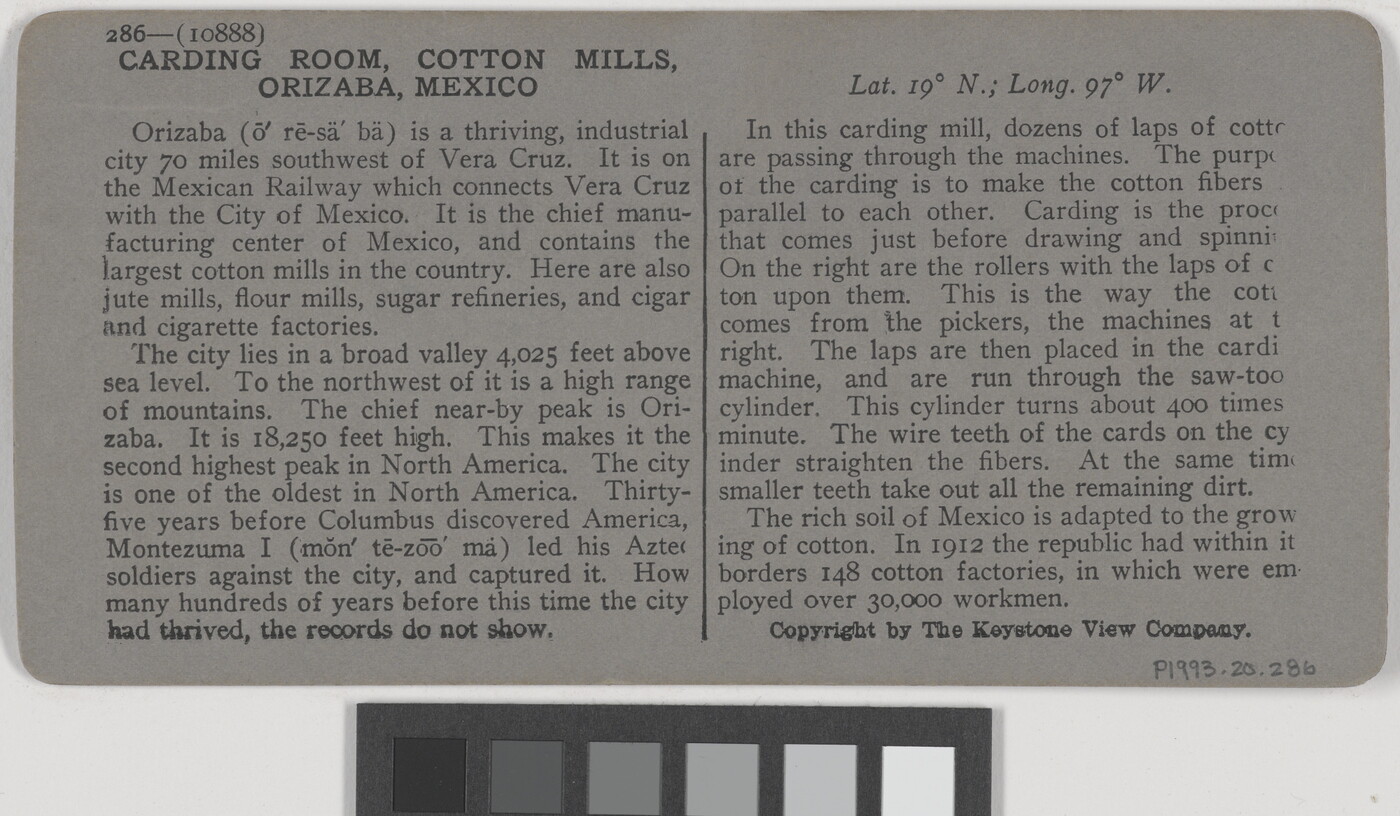 286—(10888)
CARDING ROOM, COTTON MILLS,
ORIZABA, MEXICO
Orizaba (ō′ rē-sä′ bä) is a thriving, industrial
city 70 miles southwest of Vera Cruz. It is on
the Mexican Railway which connects Vera Cruz
with the City of Mexico. It is the chief manu-
facturing center of Mexico, and contains the
largest cotton mills in the country. Here are also
jute mills, flour mills, sugar refineries, and cigar
and cigarette factories.
The city lies in a broad valley 4,025 feet above
sea level. To the northwest of it is a high range
of mountains. The chief near-by peak is Ori-
zaba. It is 18,250 feet high. This makes it the
second highest peak in North America. The city
is one of the oldest in North America. Thirty-
five years before Columbus discovered America,
Montezuma I (mŏn′ tē-zōō′ mä) led his Aztec
soldiers against the city, and captured it. How
many hundreds of years before this time the city
had thrived, the records do not show.
Lat. 19° N.; Long. 97° W.
In this carding mill, dozens of laps of cott
are passing through the machines. The purp
of the carding is to make the cotton fibers
parallel to each other. Carding is the proc
that comes just before drawing and spinni
On the right are the rollers with the laps of c
ton upon them. This is the way the cott
comes from the pickers, the machines at t
right. The laps are then placed in the cardi
machine, and are run through the saw-too
cylinder. This cylinder turns about 400 times
minute. The wire teeth of the cards on the cy
inder straighten the fibers. At the same tim
smaller teeth take out all the remaining dirt.
The rich soil of Mexico is adapted to the grow
ing of cotton. In 1912 the republic had within it
borders 148 cotton factories, in which were em-
ployed over 30,000 workmen.
Copyright by The Keystone View Company.
P1993.20.286